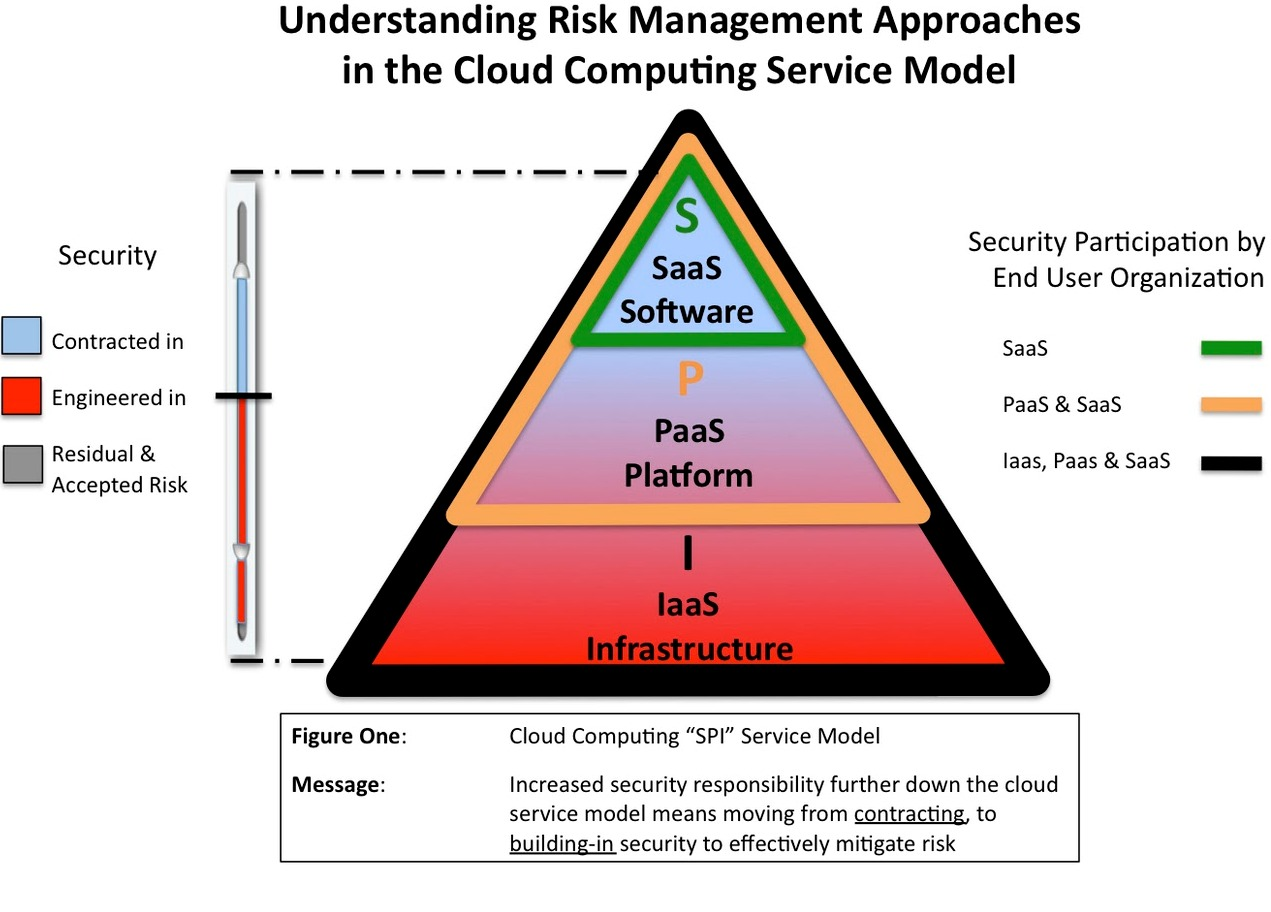 Understanding Risk Management Approaches
in the Cloud Computing Service Model
Security
Contracted in
Engineered in
Residual &
Accepted Risk
S
SaaS
Software
P
PaaS
Platform
I
IaaS
Infrastructure
Security Participation by
End User Organization
SaaS
PaaS & SaaS
Iaas, Paas & SaaS
Figure One: Cloud Computing “SPI” Service Model
Message: Increased security responsibility further down the cloud
service model means moving from contracting, to
building-in security to effectively mitigate risk